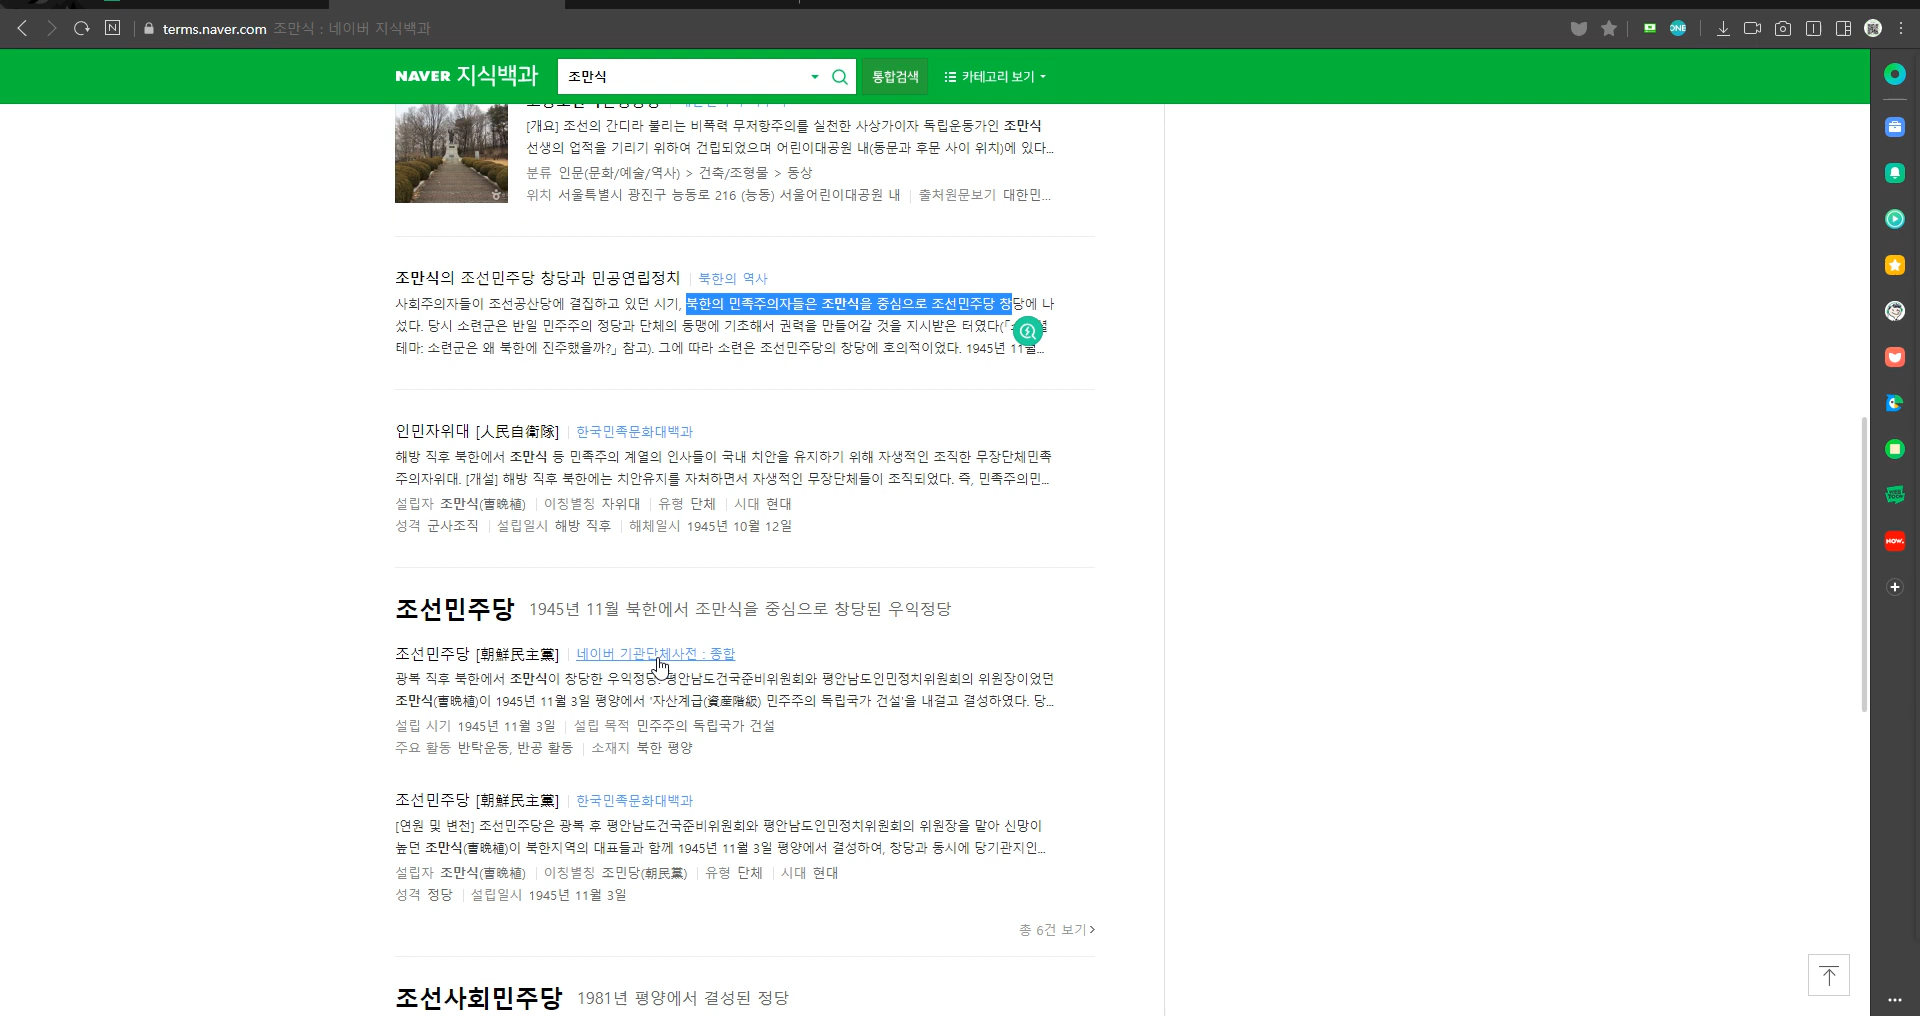 terms.naver.com 조만식 : 네이버 지식백과
NAVER 지식백과
조만식
통합검색
카테고리 보기
[개요] 조선의 간디라 불리는 비폭력 무저항주의를 실천한 사상가이자 독립운동가인 조만식
선생의 업적을 기리기 위하여 건립되었으며 어린이대공원 내(동문과 후문 사이 위치)에 있다...
분류 인문(문화/예술/역사) > 건축/조형물 > 동상
위치 서울특별시 광진구 능동로 216 (능동) 서울어린이대공원 내 출처원문보기 대한민...
조만식의 조선민주당 창당과 민공연립정치 북한의 역사
사회주의자들이 조선공산당에 결집하고 있던 시기, 북한의 민족주의자들은 조만식을 중심으로 조선민주당 창당에 나
섰다. 당시 소련군은 반일 민주주의 정당과 단체의 동맹에 기초해서 권력을 만들어갈 것을 지시받은 터였다(「
테마: 소련군은 왜 북한에 진주했을까?」 참고). 그에 따라 소련은 조선민주당의 창당에 호의적이었다. 1945년 11월...
인민자위대 [人民自衛隊] 한국민족문화대백과
해방 직후 북한에서 조만식 등 민족주의 계열의 인사들이 국내 치안을 유지하기 위해 자생적인 조직한 무장단체민족
주의자위대. [개설] 해방 직후 북한에는 치안유지를 자처하면서 자생적인 무장단체들이 조직되었다. 즉, 민족주의민...
설립자 조만식(曺晩植) 이칭별칭 자위대 유형 단체 시대 현대
성격 군사조직 설립일시 해방 직후 해체일시 1945년 10월 12일
조선민주당 1945년 11월 북한에서 조만식을 중심으로 창당된 우익정당
조선민주당 [朝鮮民主黨] 네이버 기관단체사전 : 종합
광복 직후 북한에서 조만식이 창당한 우익정당. 평안남도건국준비위원회와 평안남도인민정치위원회의 위원장이었던
조만식(曺晩植)이 1945년 11월 3일 평양에서 '자산계급(資産階級) 민주주의 독립국가 건설'을 내걸고 결성하였다. 당...
설립 시기 1945년 11월 3일 설립 목적 민주주의 독립국가 건설
주요 활동 반탁운동, 반공 활동 소재지 북한 평양
조선민주당 [朝鮮民主黨] 한국민족문화대백과
[연원 및 변천] 조선민주당은 광복 후 평안남도건국준비위원회와 평안남도인민정치위원회의 위원장을 맡아 신망이
높던 조만식(曺晩植)이 북한지역의 대표들과 함께 1945년 11월 3일 평양에서 결성하여, 창당과 동시에 당기관지인...
설립자 조만식(曺晩植) 이칭별칭 조민당(朝民黨) 유형 단체 시대 현대
성격 정당 설립일시 1945년 11월 3일
총 6건 보기
조선사회민주당 1981년 평양에서 결성된 정당
ONE
NOW.